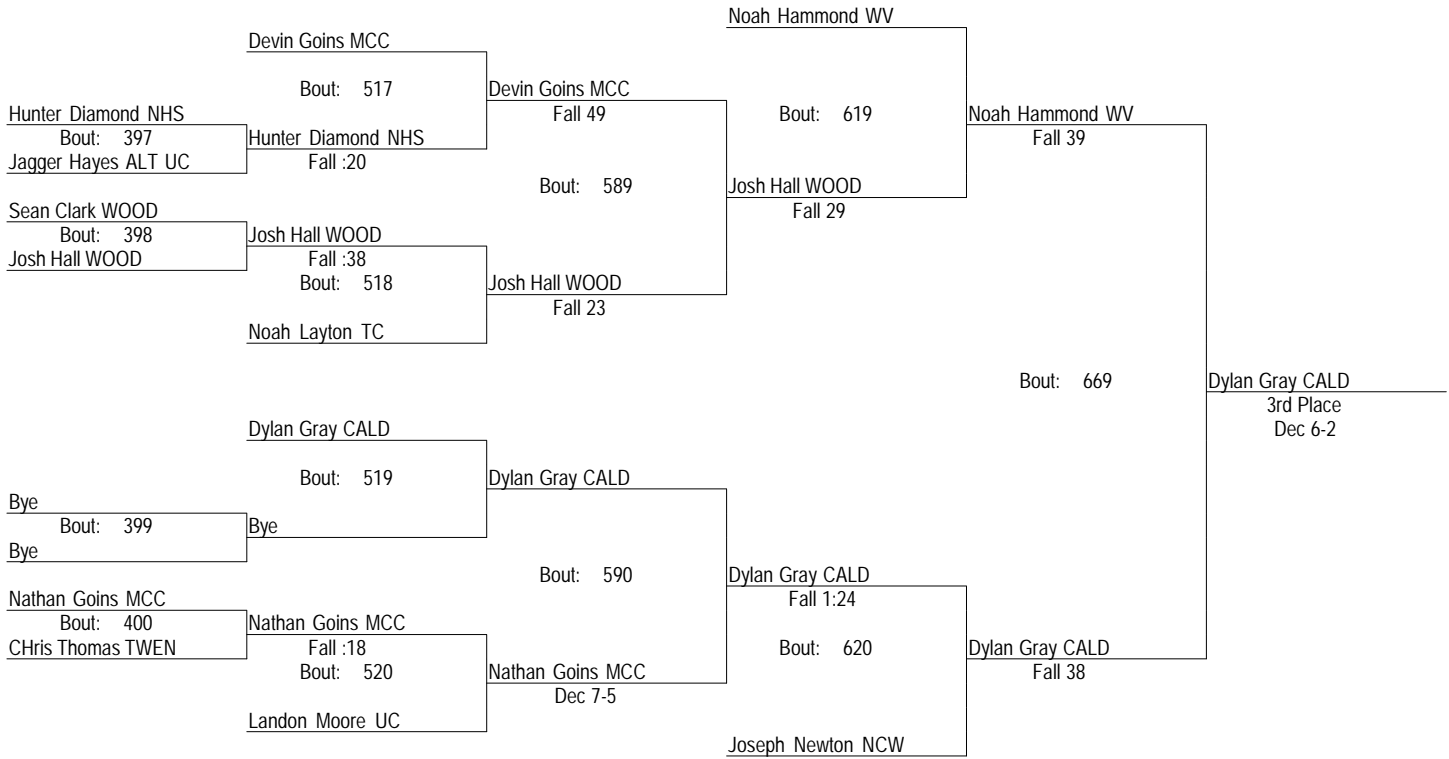 Noah Hammond WV
Devin Goins MCC
Bout: 517
Devin Goins MCC
Fall 49
Hunter Diamond NHS
Bout: 397
Jagger Hayes ALT UC
Hunter Diamond NHS
Fall :20
Bout: 619
Noah Hammond WV
Fall 39
Bout: 589
Josh Hall WOOD
Fall 29
Sean Clark WOOD
Bout: 398
Josh Hall WOOD
Josh Hall WOOD
Fall :38
Bout: 518
Josh Hall WOOD
Fall 23
Noah Layton TC
Bout: 669
Dylan Gray CALD
3rd Place
Dec 6-2
Dylan Gray CALD
Bout: 519
Dylan Gray CALD
Bye
Bout: 399
Bye
Bye
Bout: 590
Dylan Gray CALD
Fall 1:24
Nathan Goins MCC
Bout: 400
CHris Thomas TWEN
Nathan Goins MCC
Fall :18
Bout: 520
Nathan Goins MCC
Dec 7-5
Landon Moore UC
Bout: 620
Dylan Gray CALD
Fall 38
Joseph Newton NCW